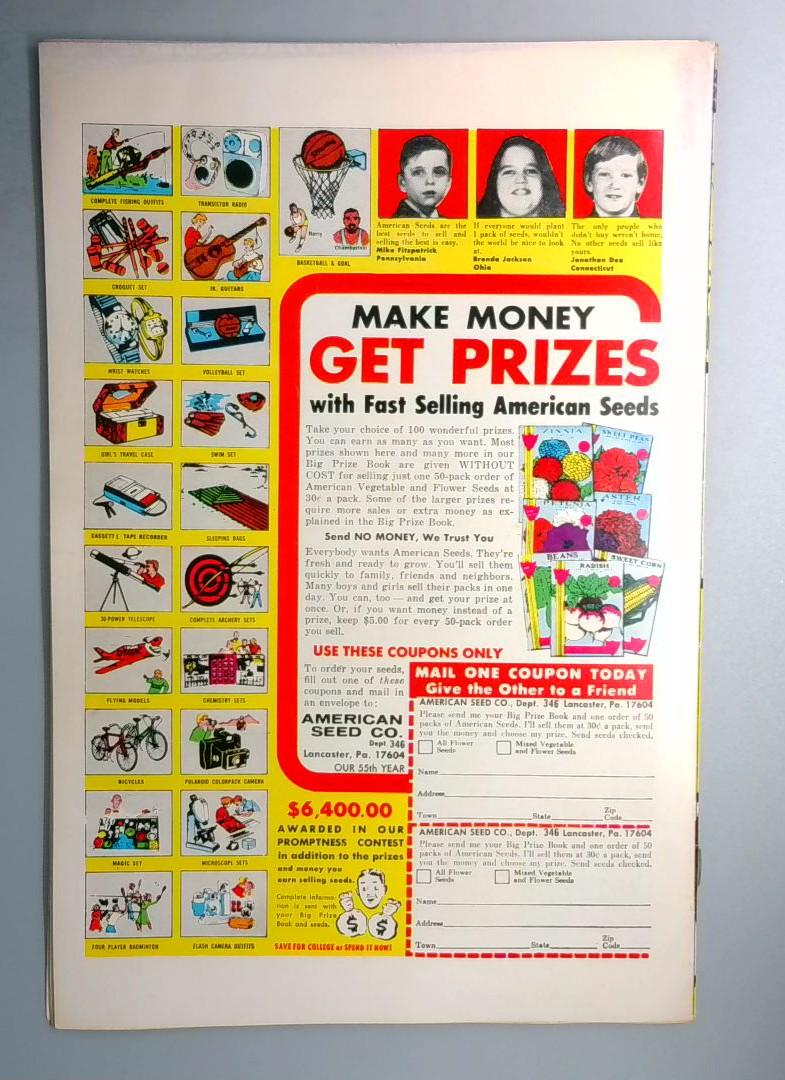 COMPLETE FISHING OUTFITS
TRANSISTOR RADIO
CROQUET SET
JR. GUITARS
WRIST WATCHES
VOLLEYBALL SET
GIRL'S TRAVEL CASE
SWIM SET
CASSETTE TAPE RECORDER
SLEEPING BAGS
30-POWER TELESCOPE
COMPLETE ARCHERY SETS
FLYING MODELS
CHEMISTRY SETS
BICYCLES
POLAROID COLORPACK CAMERA
MAGIC SET
MICROSCOPE SETS
FOUR PLAYER BADMINTON
FLASH CAMERA OUTFITS
Barry
Chamberlain
BASKETBALL & GOAL
American Seeds are the
best seeds to sell and
selling the best is easy.
Mike Fitzpatrick
Pennsylvania
If everyone would plant
1 pack of seeds, wouldn't
the world be nice to look
at.
Brenda Jackson
Ohio
The only people who
didn't buy weren't home.
No other seeds sell like
yours.
Jonathan Dea
Connecticut
MAKE MONEY
GET PRIZES
with Fast Selling American Seeds
Take your choice of 100 wonderful prizes.
You can earn as many as you want. Most
prizes shown here and many more in our
Big Prize Book are given WITHOUT
COST for selling just one 50-pack order of
American Vegetable and Flower Seeds at
30¢ a pack. Some of the larger prizes re-
quire more sales or extra money as ex-
plained in the Big Prize Book.
Send NO MONEY, We Trust You
Everybody wants American Seeds. They're
fresh and ready to grow. You'll sell them
quickly to family, friends and neighbors.
Many boys and girls sell their packs in one
day. You can, too — and get your prize at
once. Or, if you want money instead of a
prize, keep $5.00 for every 50-pack order
you sell.
ZINNIA
SWEET PEAS
PETUNIA
ASTER
BEANS
RADISH
SWEET CORN
USE THESE COUPONS ONLY
To order your seeds,
fill out one of these
coupons and mail in
an envelope to:
AMERICAN
SEED CO.
Dept. 346
Lancaster, Pa. 17604
OUR 55th YEAR
MAIL ONE COUPON TODAY
Give the Other to a Friend
AMERICAN SEED CO., Dept. 346 Lancaster, Pa. 17604
Please send me your Big Prize Book and one order of 50
packs of American Seeds. I'll sell them at 30¢ a pack, send
you the money and choose my prize. Send seeds checked.
All Flower
Seeds
Mixed Vegetable
and Flower Seeds
Name
Address
Town State Zip Code
AMERICAN SEED CO., Dept. 346 Lancaster, Pa. 17604
Please send me your Big Prize Book and one order of 50
packs of American Seeds. I'll sell them at 30¢ a pack, send
you the money and choose my prize. Send seeds checked.
All Flower
Seeds
Mixed Vegetable
and Flower Seeds
Name
Address
Town State Zip Code
$6,400.00
AWARDED IN OUR
PROMPTNESS CONTEST
in addition to the prizes
and money you
earn selling seeds.
Complete informa-
tion is sent with
your Big Prize
Book and seeds.
$ $
SAVE FOR COLLEGE or SPEND IT NOW!